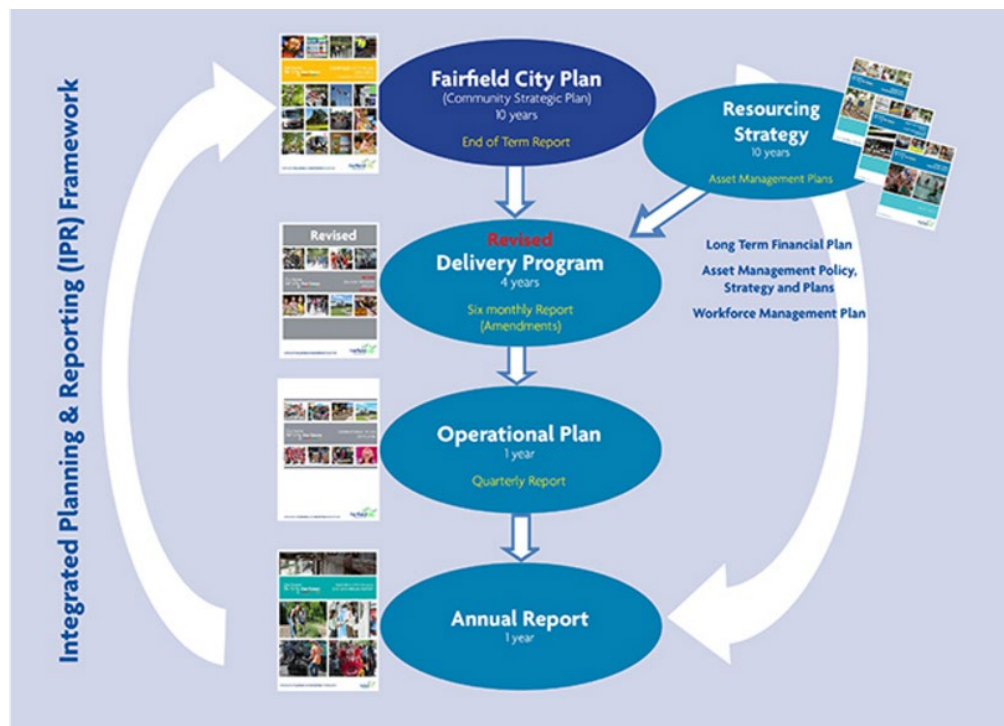 Integrated Planning & Reporting (IPR) Framework
Fairfield City Plan
(Community Strategic Plan)
10 years
End of Term Report
Resourcing
Strategy
10 years
Asset Management Plans
Revised
Revised
Delivery Program
4 years
Six monthly Report
(Amendments)
Long Term Financial Plan
Asset Management Policy,
Strategy and Plans
Workforce Management Plan
Operational Plan
1 year
Quarterly Report
Annual Report
1 year